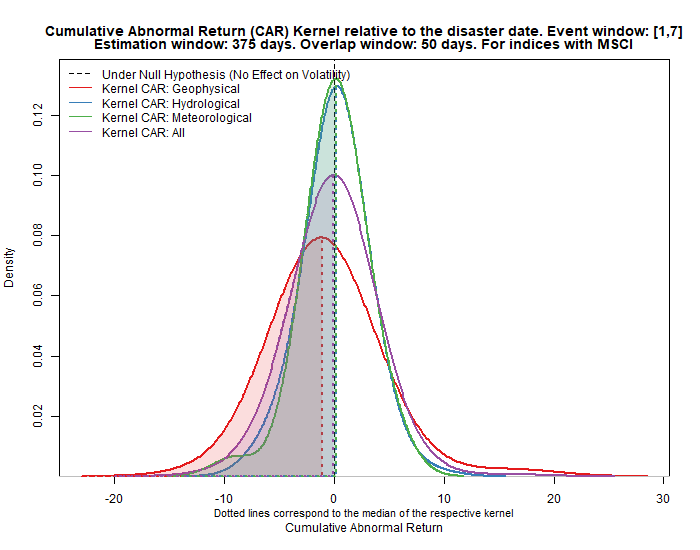 Cumulative Abnormal Return (CAR) Kernel relative to the disaster date. Event window: [1,7]
Estimation window: 375 days. Overlap window: 50 days. For indices with MSCI
Under Null Hypothesis (No Effect on Volatility)
Kernel CAR: Geophysical
Kernel CAR: Hydrological
Kernel CAR: Meteorological
Kernel CAR: All
Density
0.12
0.10
0.08
0.06
0.04
0.02
-20 -10 0 10 20 30
Dotted lines correspond to the median of the respective kernel
Cumulative Abnormal Return